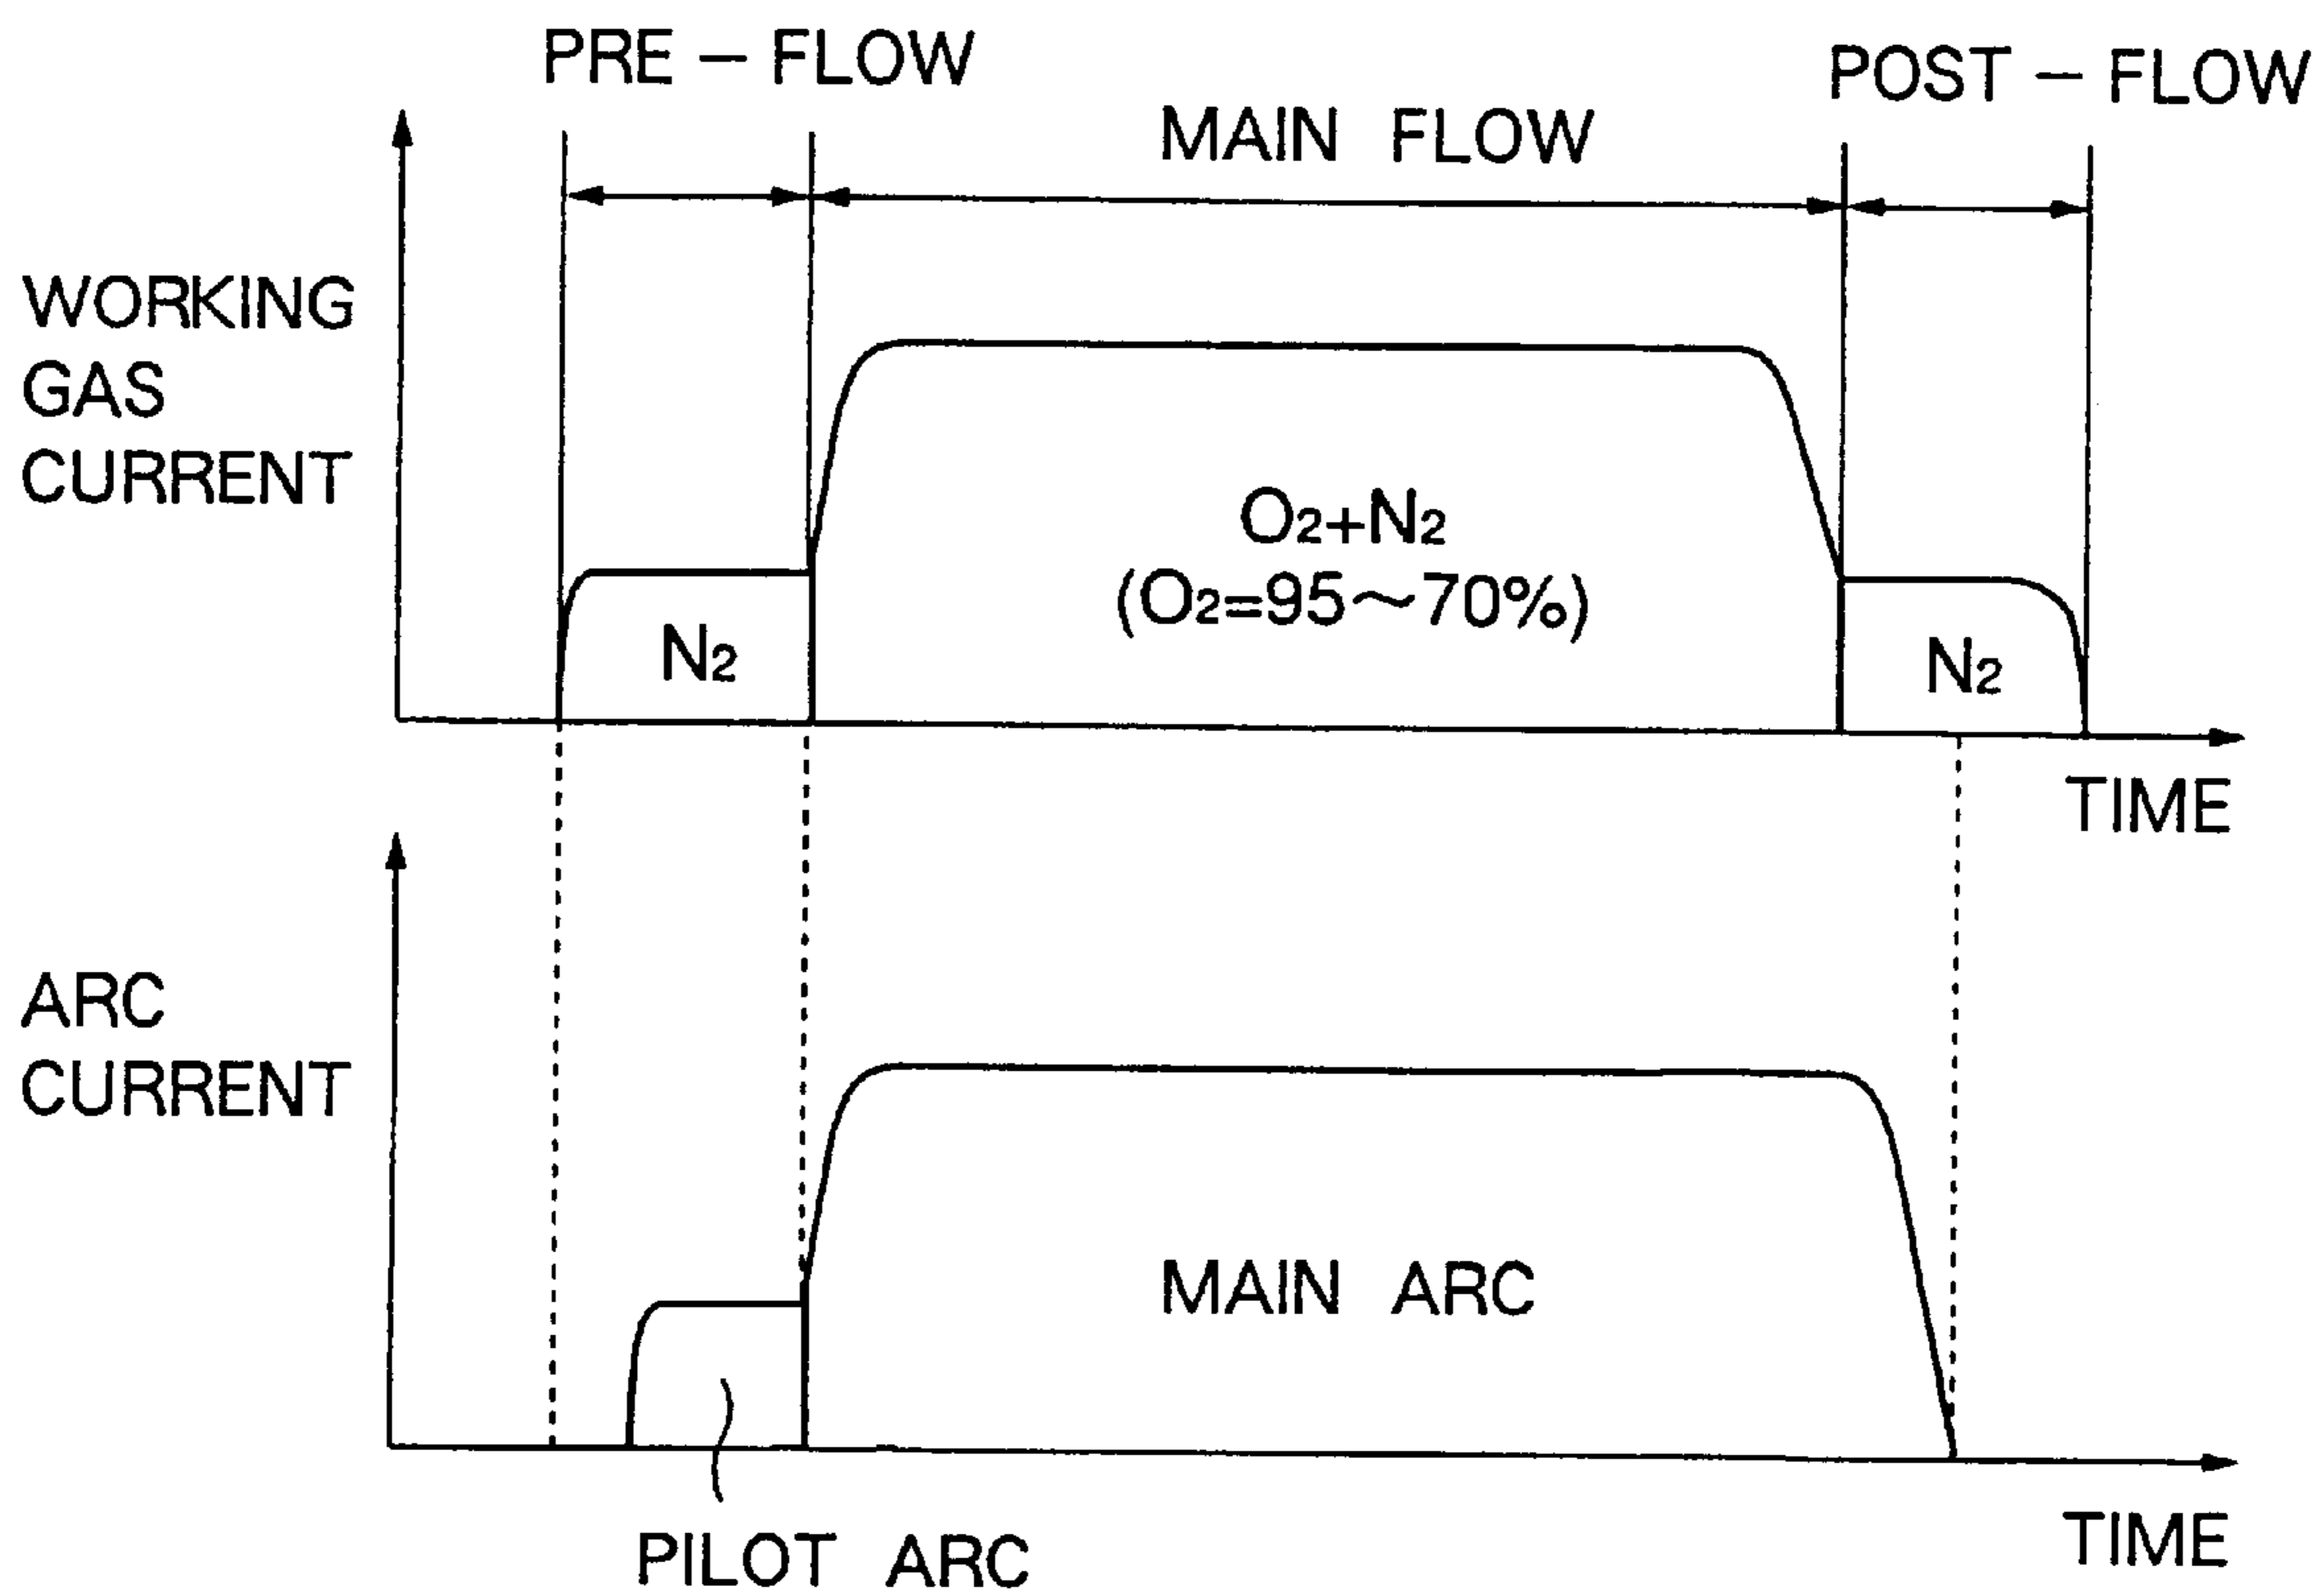 PRE – FLOW
POST – FLOW
MAIN FLOW
WORKING
GAS
CURRENT
O2+N2
(O2=95~70%)
N2
N2
TIME
ARC
CURRENT
MAIN ARC
PILOT ARC
TIME